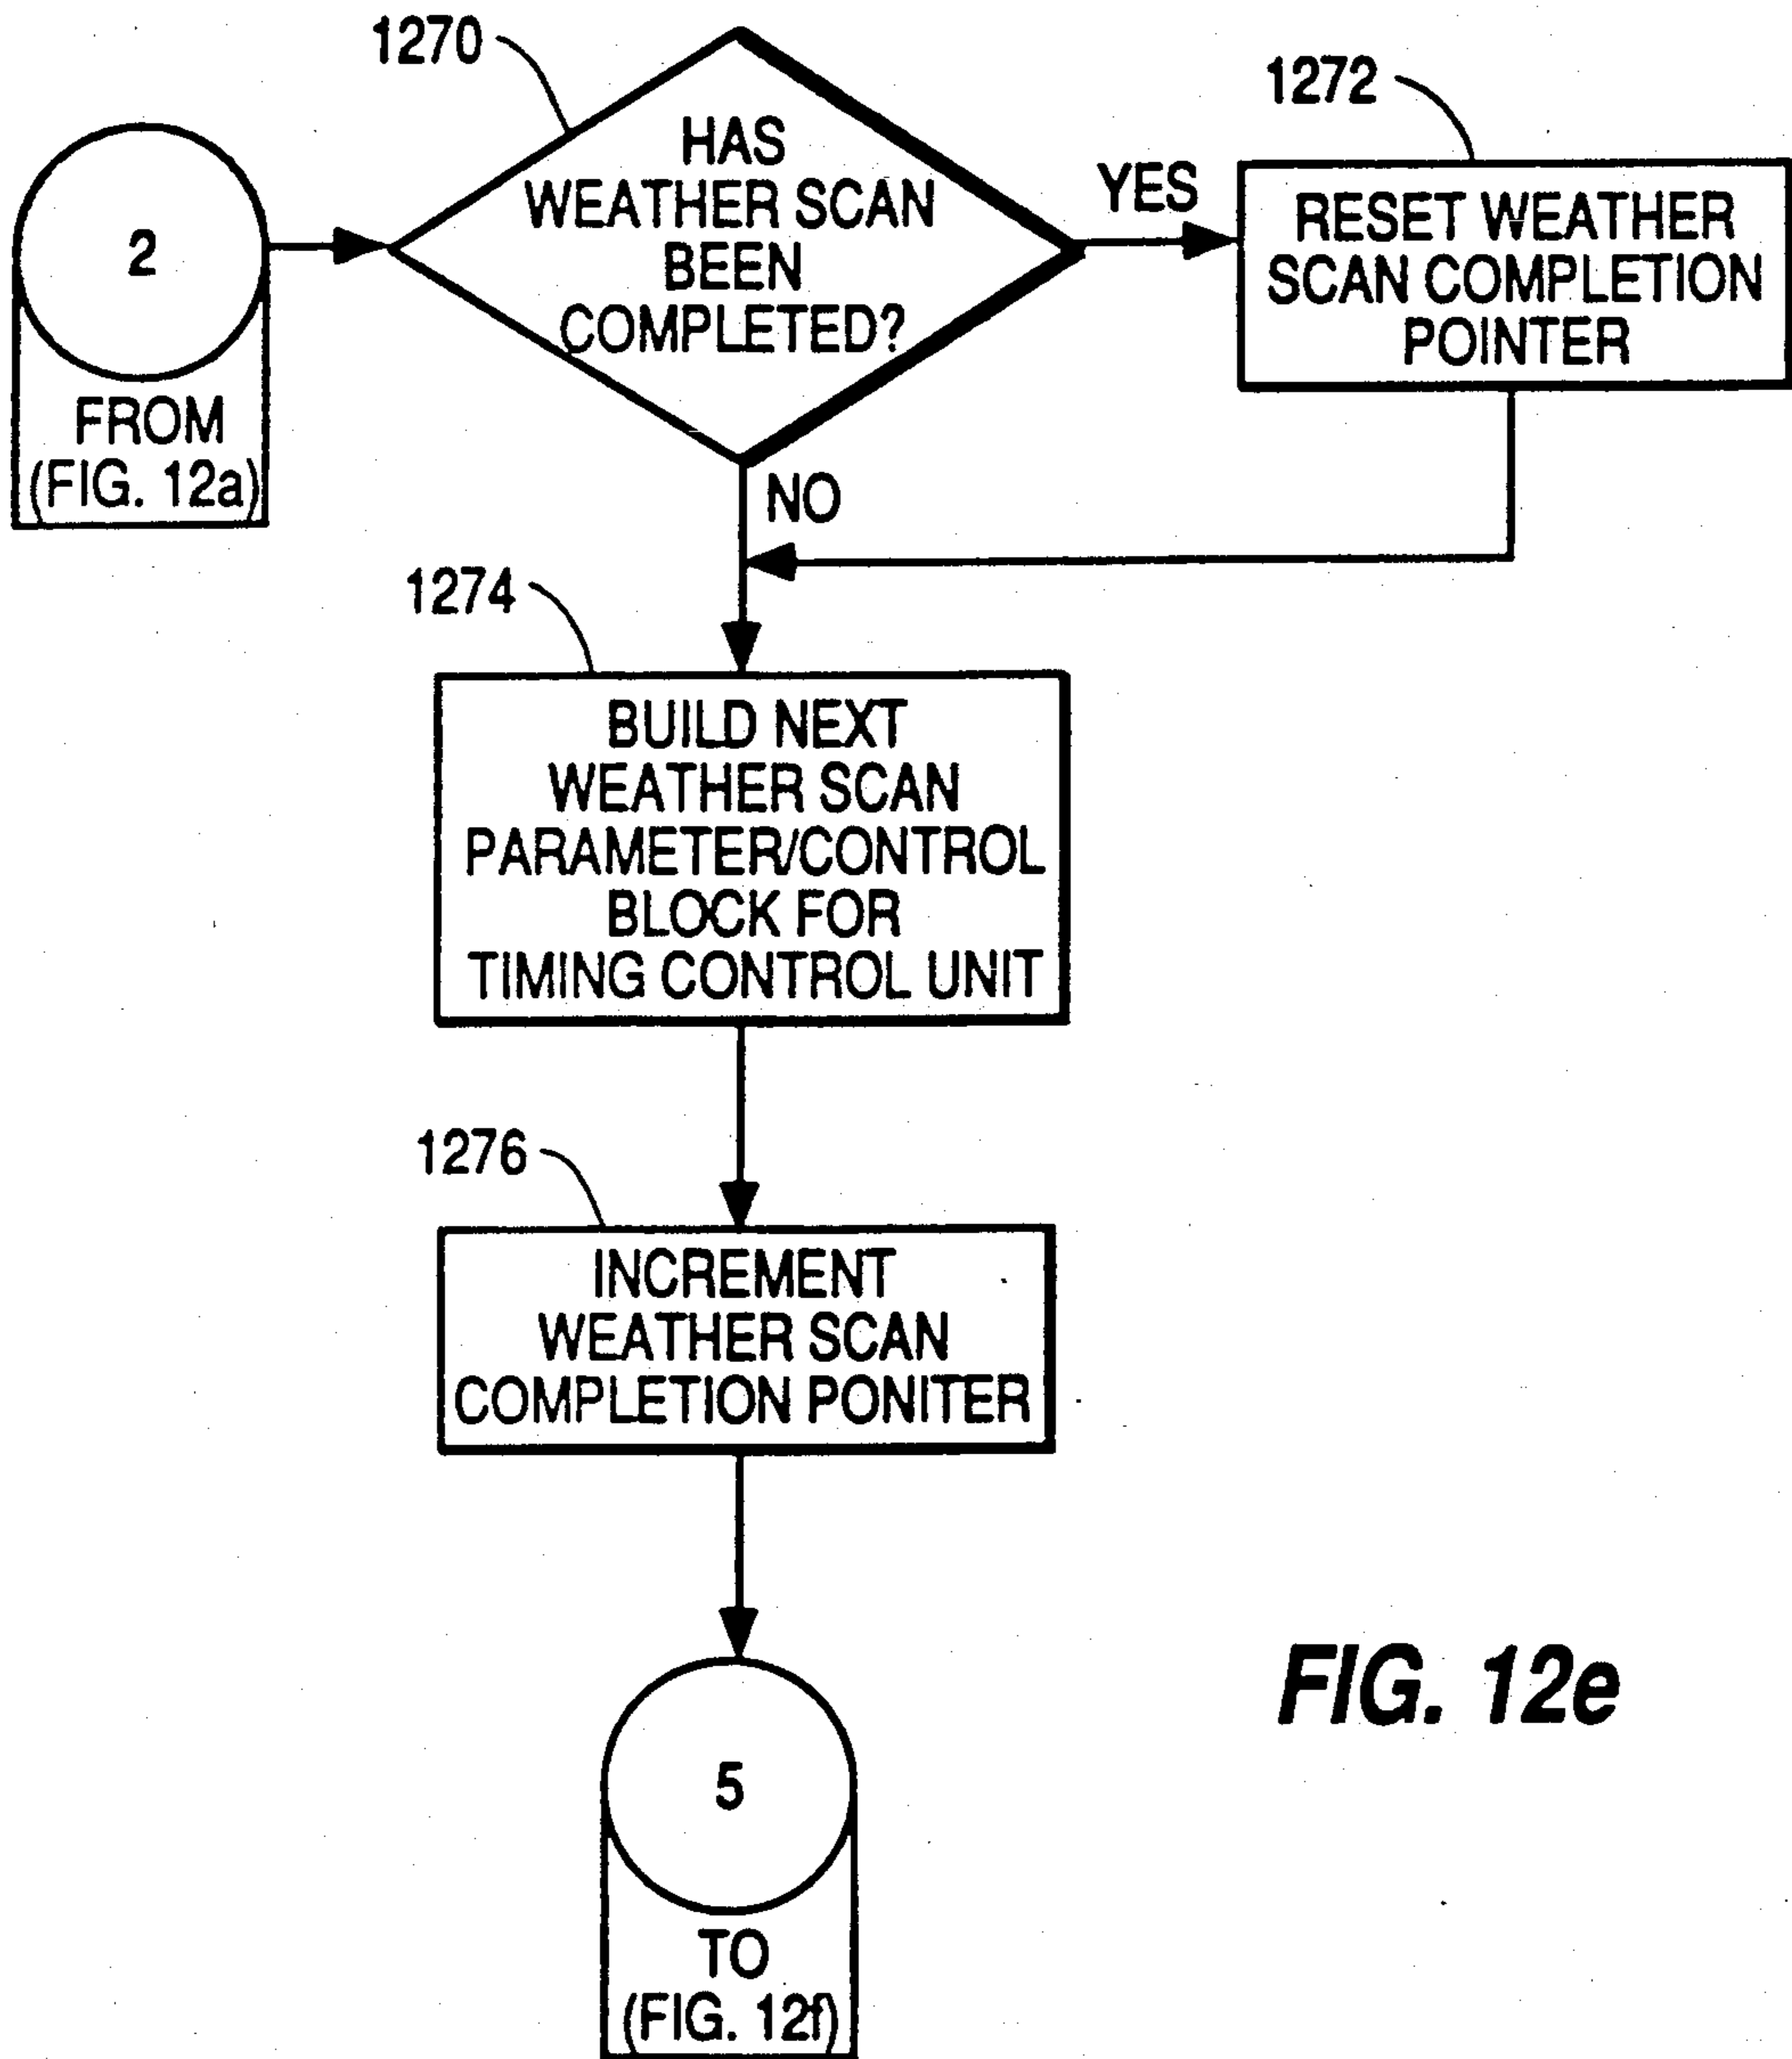 1270
HAS
WEATHER SCAN
BEEN
COMPLETED?
YES
1272
RESET WEATHER
SCAN COMPLETION
POINTER
2
FROM
(FIG. 12a)
NO
1274
BUILD NEXT
WEATHER SCAN
PARAMETER/CONTROL
BLOCK FOR
TIMING CONTROL UNIT
1276
INCREMENT
WEATHER SCAN
COMPLETION PONITER
5
TO
(FIG. 12f)
FIG. 12e